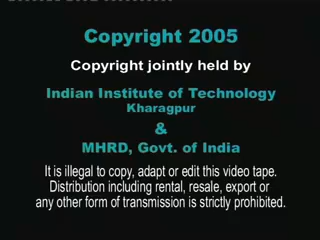 Copyright 2005
Copyright jointly held by
Indian Institute of Technology
Kharagpur
&
MHRD, Govt. of India
It is illegal to copy, adapt or edit this video tape.
Distribution including rental, resale, export or
any other form of transmission is strictly prohibited.